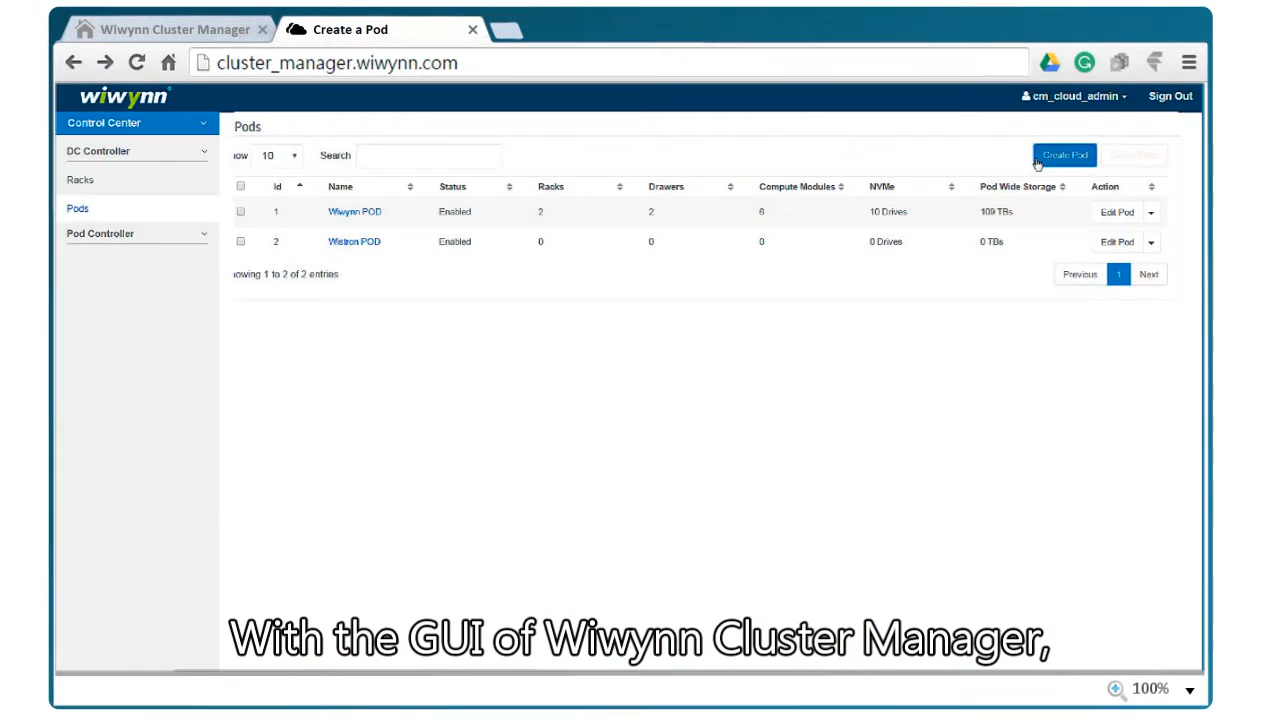 Wiwynn Cluster Manager
Create a Pod
cluster_manager.wiwynn.com
wiwynn
cm_cloud_admin
Sign Out
Control Center
DC Controller
Racks
Pods
Pod Controller
Pods
ow 10 Search
Create Pod
Id Name Status Racks Drawers Compute Modules NVMe Pod Wide Storage Action
1 Wiwynn POD Enabled 2 2 6 10 Drives 109 TBs Edit Pod
2 Wistron POD Enabled 0 0 0 0 Drives 0 TBs Edit Pod
owing 1 to 2 of 2 entries
Previous 1 Next
With the GUI of Wiwynn Cluster Manager,
100%